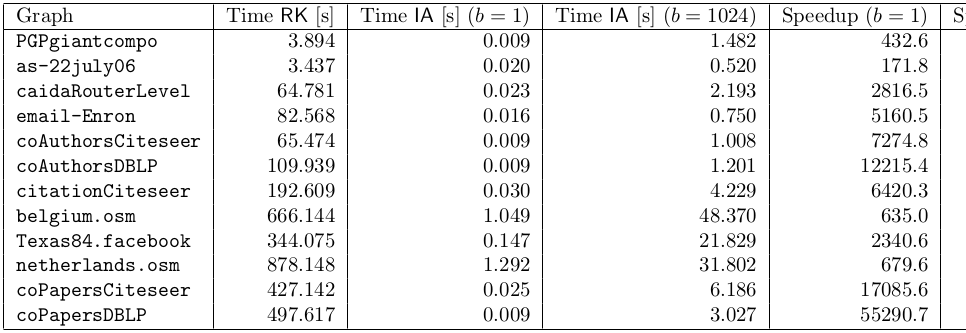 Graph Time RK [s] Time IA [s] (b = 1) Time IA [s] (b = 1024) Speedup (b = 1) S
PGPgiantcompo 3.894 0.009 1.482 432.6
as-22july06 3.437 0.020 0.520 171.8
caidaRouterLevel 64.781 0.023 2.193 2816.5
email-Enron 82.568 0.016 0.750 5160.5
coAuthorsCiteseer 65.474 0.009 1.008 7274.8
coAuthorsDBLP 109.939 0.009 1.201 12215.4
citationCiteseer 192.609 0.030 4.229 6420.3
belgium.osm 666.144 1.049 48.370 635.0
Texas84.facebook 344.075 0.147 21.829 2340.6
netherlands.osm 878.148 1.292 31.802 679.6
coPapersCiteseer 427.142 0.025 6.186 17085.6
coPapersDBLP 497.617 0.009 3.027 55290.7